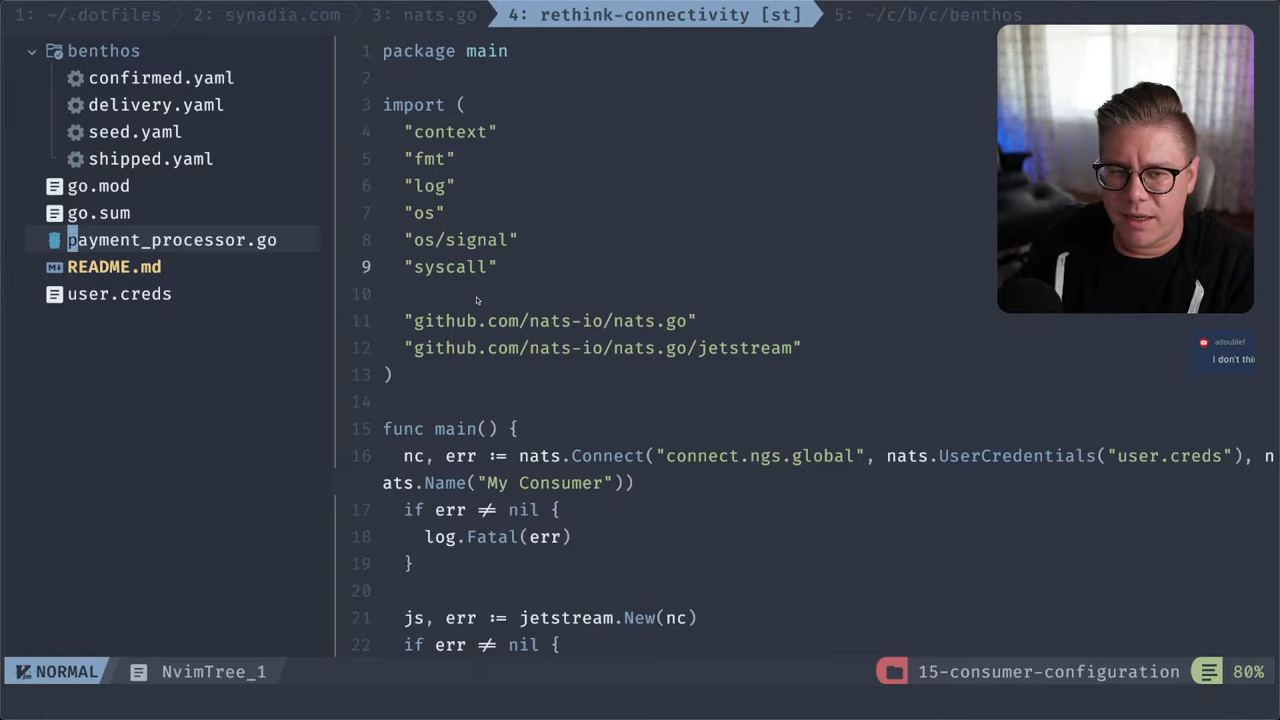 1: ~/.dotfiles 2: synadia.com 3: nats.go 4: rethink-connectivity [st] 5: ~/c/b/c/benthos
benthos
confirmed.yaml
delivery.yaml
seed.yaml
shipped.yaml
go.mod
go.sum
payment_processor.go
README.md
user.creds
1 package main
2
3 import (
4 "context"
5 "fmt"
6 "log"
7 "os"
8 "os/signal"
9 "syscall"
10
11 "github.com/nats-io/nats.go"
12 "github.com/nats-io/nats.go/jetstream"
13 )
14
15 func main() {
16 nc, err := nats.Connect("connect.ngs.global", nats.UserCredentials("user.creds"), n
ats.Name("My Consumer"))
17 if err ≠ nil {
18 log.Fatal(err)
19 }
20
21 js, err := jetstream.New(nc)
22 if err ≠ nil {
adoublef
I don't thi
NORMAL NvimTree_1 15-consumer-configuration 80%